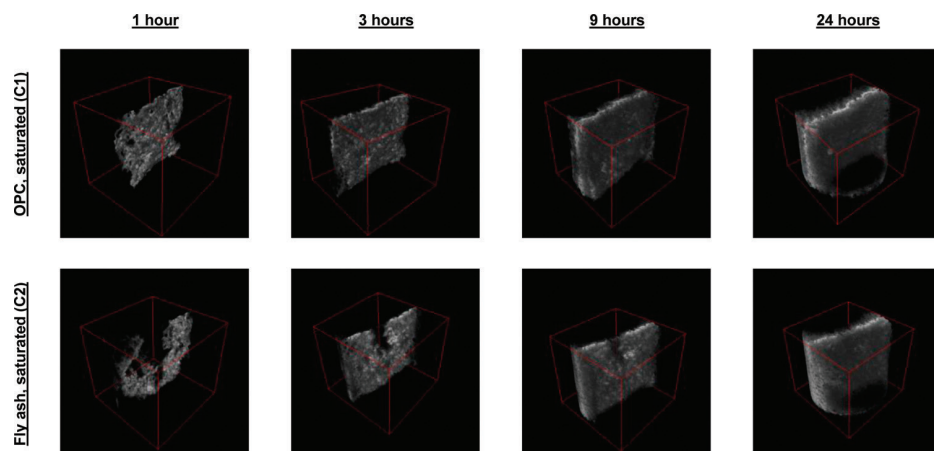 1 hour
3 hours
9 hours
24 hours
OPC, saturated (C1)
Fly ash, saturated (C2)